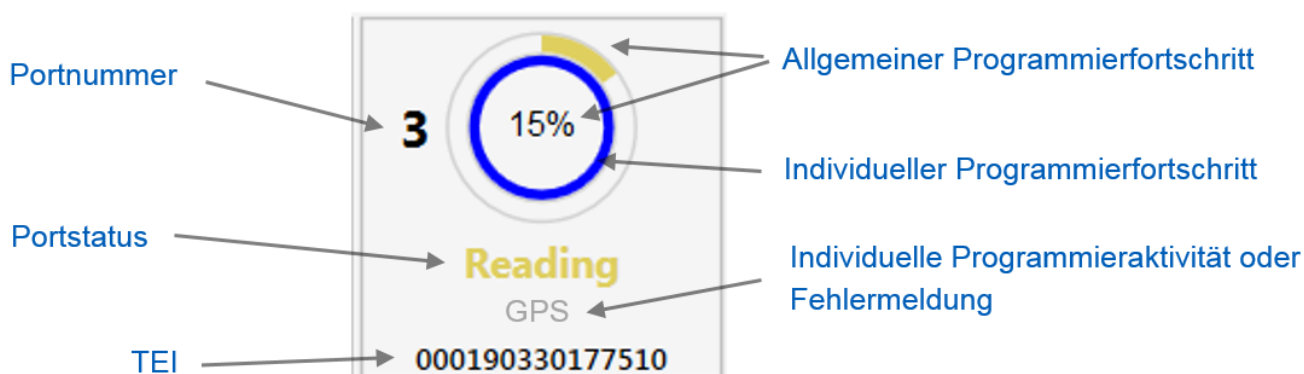 Portnummer
3
15%
Allgemeiner Programmierfortschritt
Individueller Programmierfortschritt
Portstatus
Reading
GPS
Individuelle Programmieraktivität oder
Fehlermeldung
TEI
000190330177510